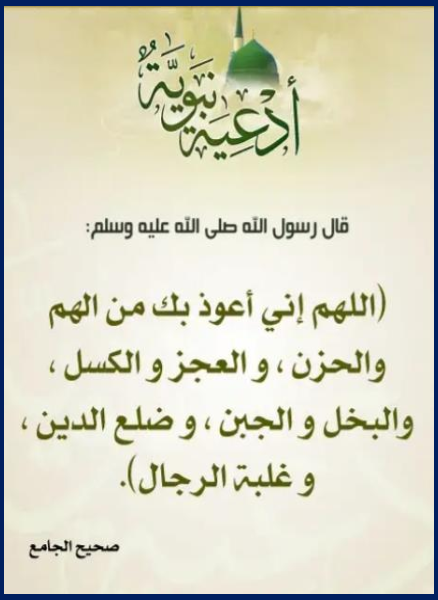 أدعية نبوية
قال رسول الله صلى الله عليه وسلم:
(اللهم إني أعوذ بك من الهم
والحزن ، و العجز و الكسل ،
والبخل و الجبن ، و ضلع الدين ،
و غلبة الرجال).
صحيح الجامع